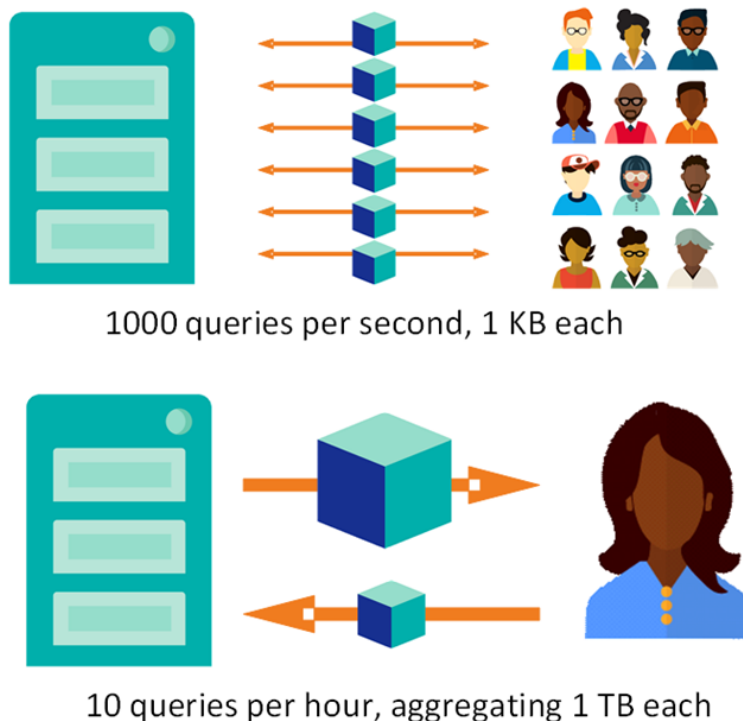 1000 queries per second, 1 KB each
10 queries per hour, aggregating 1 TB each